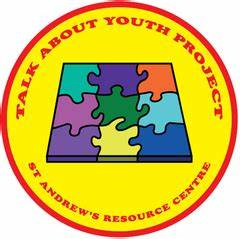 TALK ABOUT YOUTH PROJECT
ST ANDREW'S RESOURCE CENTRE